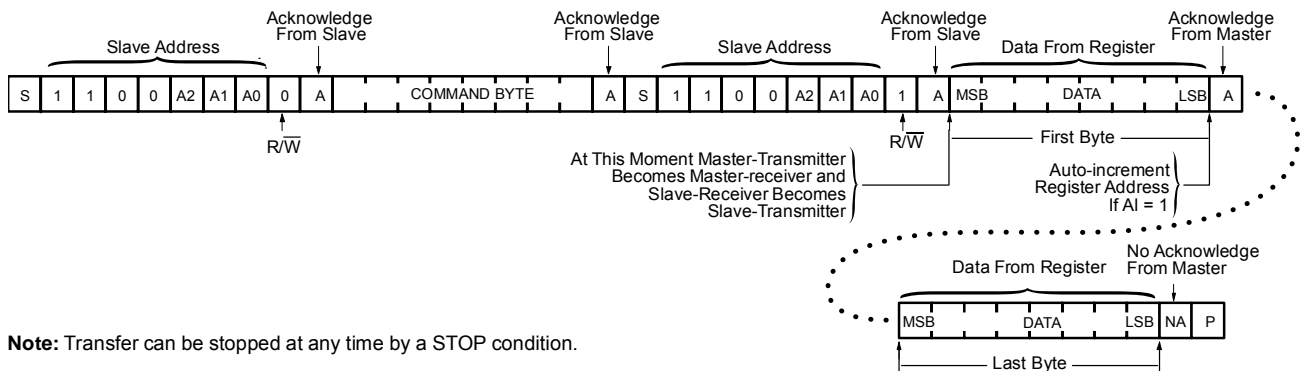 Acknowledge
From Slave
Slave Address
Acknowledge
From Slave
Slave Address
Acknowledge
From Slave
Data From Register
Acknowledge
From Master
S 1 1 0 0 A2 A1 A0 0 A COMMAND BYTE A S 1 1 0 0 A2 A1 A0 1 A MSB DATA LSB A
R/W̅
R/W̅
First Byte
At This Moment Master-Transmitter
Becomes Master-receiver and
Slave-Receiver Becomes
Slave-Transmitter
Auto-increment
Register Address
If AI = 1
Data From Register
No Acknowledge
From Master
MSB DATA LSB NA P
Last Byte
Note: Transfer can be stopped at any time by a STOP condition.